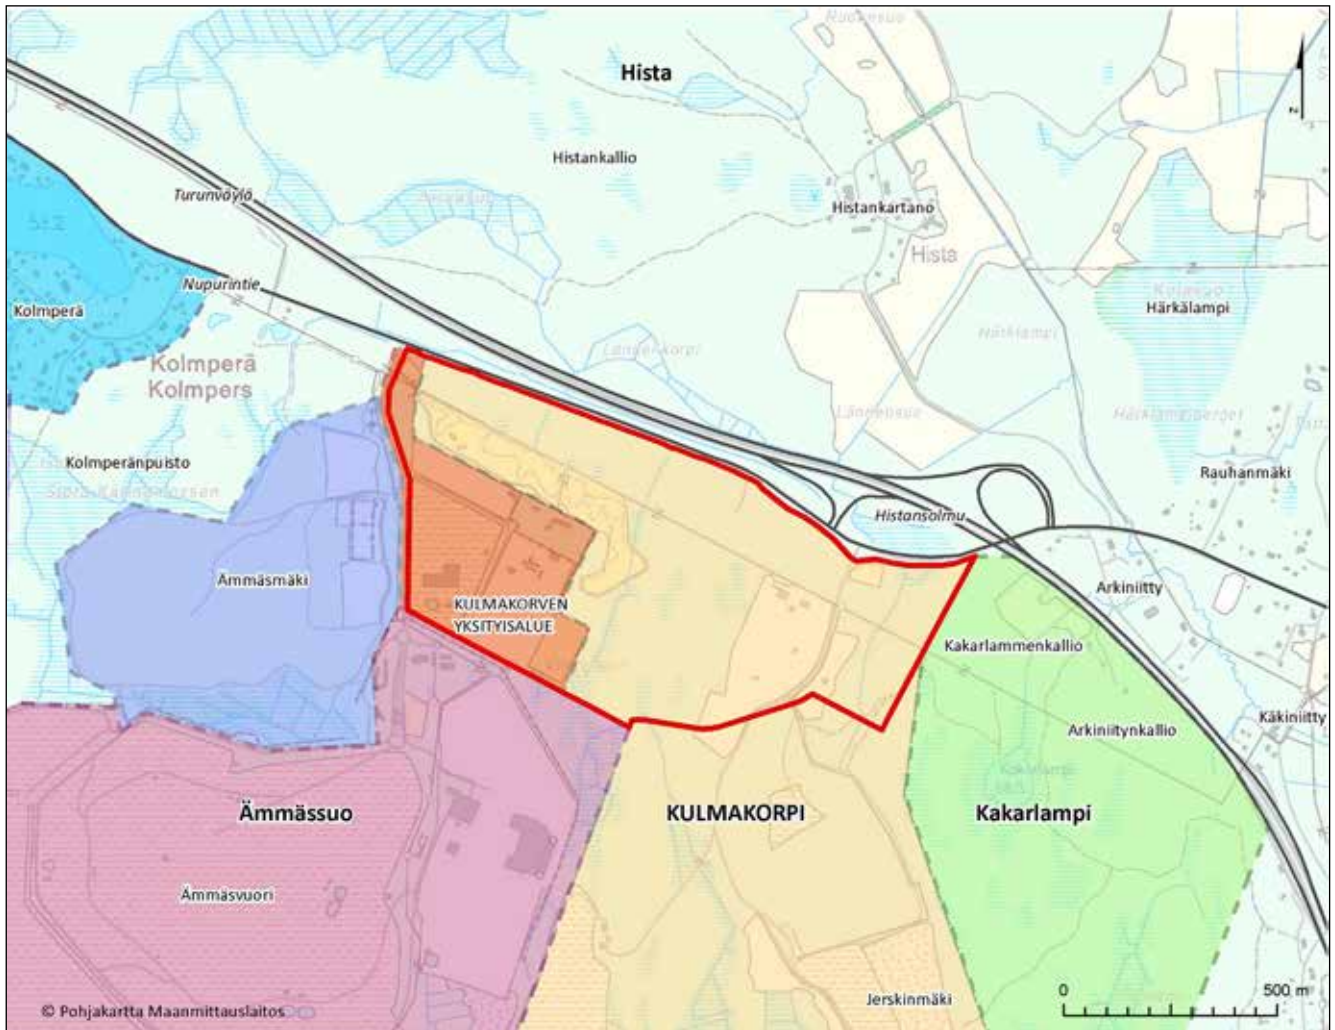 Hista
Histankallio
Turunväylä
Histankartano
Hista
Nupurintie
Kolmperä
Härkälampi
Kolmperä
Kolmpers
Kolmperänpuisto
Rauhanmäki
Histansolmu
Ämmäsmäki
Arkiniitty
KULMAKORVEN
YKSITYISALUE
Kakarlammenkallio
Käkiniitty
Arkiniitynkallio
Ämmässuo
KULMAKORPI
Kakarlampi
Ämmäsvuori
Jerskinmäki
0 500 m
© Pohjakartta Maanmittauslaitos